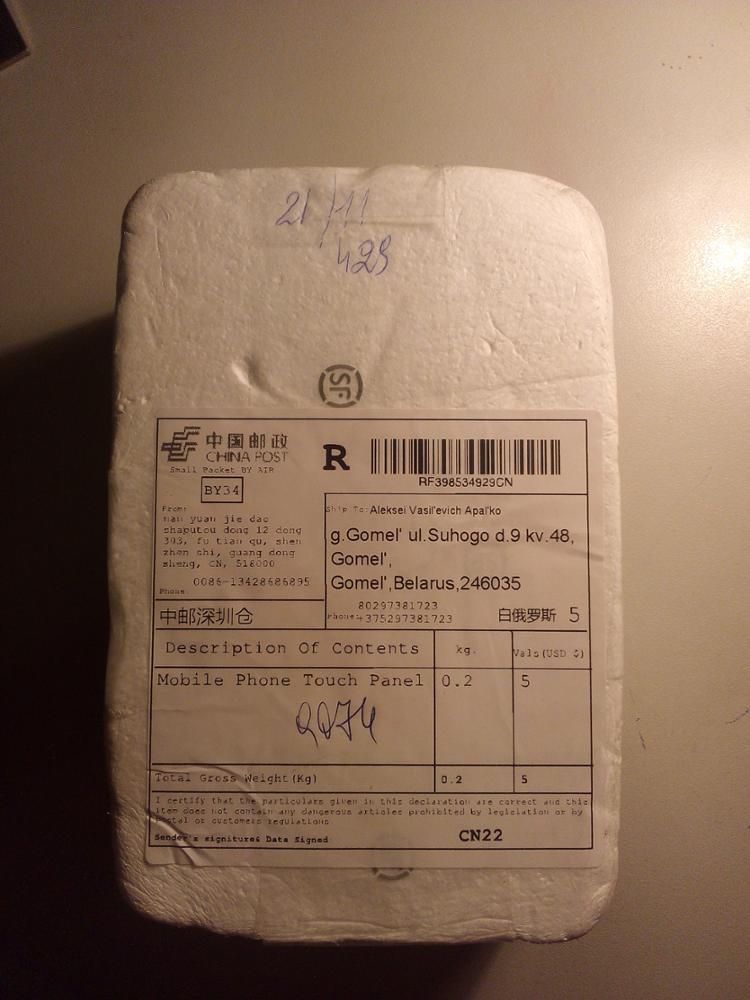 21/11
429
SF
中国邮政
CHINA POST
Small Packet BY AIR
BY34
R
RF398534929CN
From:
nan yuan jie dao
shaputou dong 12 dong
303, fu tian qu, shen
zhen shi, guang dong
sheng, CN, 518000
0086-13428686895
Phone:
中邮深圳仓
Ship To: Aleksei Vasil'evich Apal'ko
g.Gomel' ul.Suhogo d.9 kv.48,
Gomel',
Gomel',Belarus,246035
80297381723
Phone:+375297381723
白俄罗斯 5
Description Of Contents kg. Vals(USD $)
Mobile Phone Touch Panel 0.2 5
Total Gross Weight(Kg) 0.2 5
I certify that the particulars given in this declaration are correct and this
item does not contain any dangerous articles prohibited by legislation or by
postal or customers regulations.
Sender's signiture& Data Signed: CN22